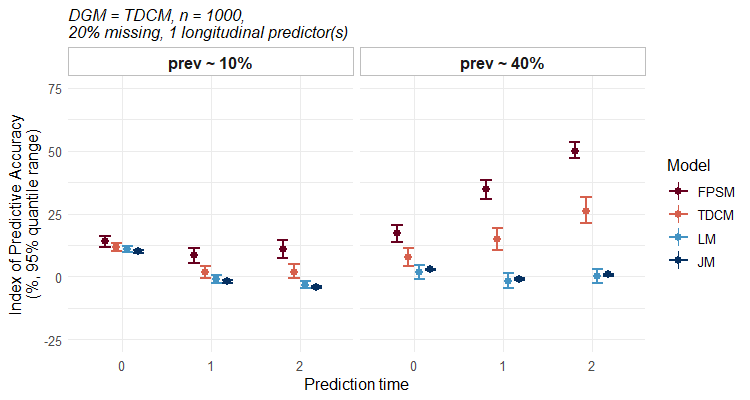 DGM = TDCM, n = 1000,
20% missing, 1 longitudinal predictor(s)
prev ~ 10%
prev ~ 40%
Index of Predictive Accuracy
(%, 95% quantile range)
75
50
25
0
-25
0
1
2
0
1
2
Prediction time
Model
FPSM
TDCM
LM
JM